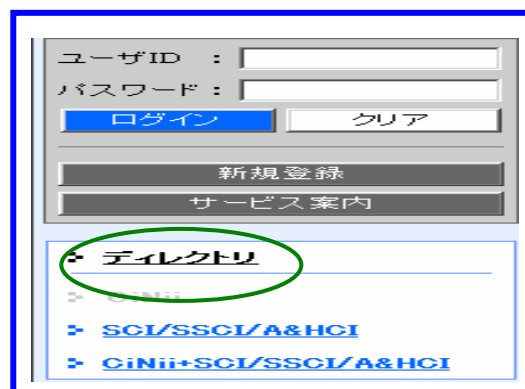 ユーザID :
パスワード :
ログイン クリア
新規登録
サービス案内
ディレクトリ
CiNii
SCI/SSCI/A&HCI
CiNii+SCI/SSCI/A&HCI